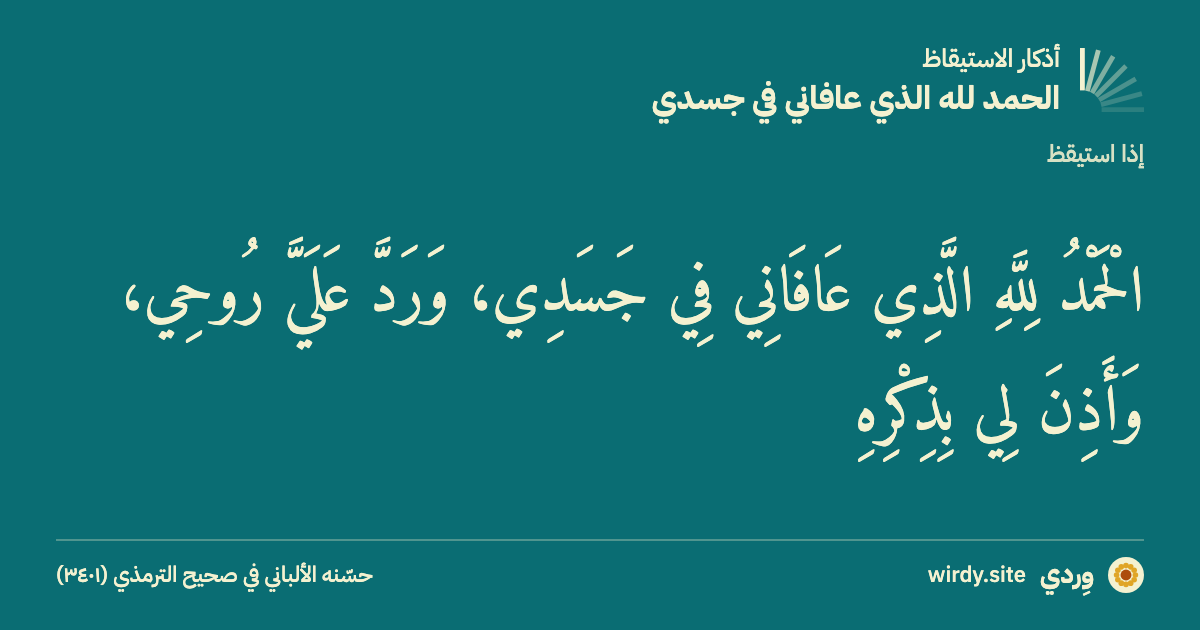 أذكار الاستيقاظ
الحمد لله الذي عافاني في جسدي
إذا استيقظ
الْحَمْدُ لِلَّهِ الَّذِي عَافَانِي فِي جَسَدِي، وَرَدَّ عَلَيَّ رُوحِي،
وَأَذِنَ لِي بِذِكْرِهِ
وِردي wirdy.site
حسّنه الألباني في صحيح الترمذي (٣٤٠١)